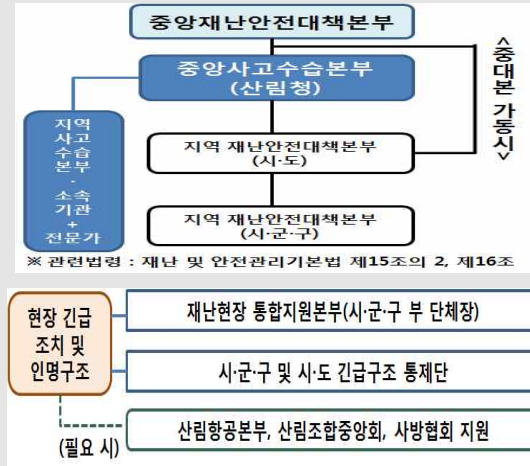 중앙재난안전대책본부
중앙사고수습본부
(산림청)
<중대본 가동시>
지역
사고
수습
본부
-
소속
기관
+
전문가
지역 재난안전대책본부
(시·도)
지역 재난안전대책본부
(시·군·구)
※ 관련법령 : 재난 및 안전관리기본법 제15조의 2, 제16조
현장 긴급
조치 및
인명구조
재난현장 통합지원본부(시·군·구 부 단체장)
시·군·구 및 시·도 긴급구조 통제단
(필요 시)
산림항공본부, 산림조합중앙회, 사방협회 지원